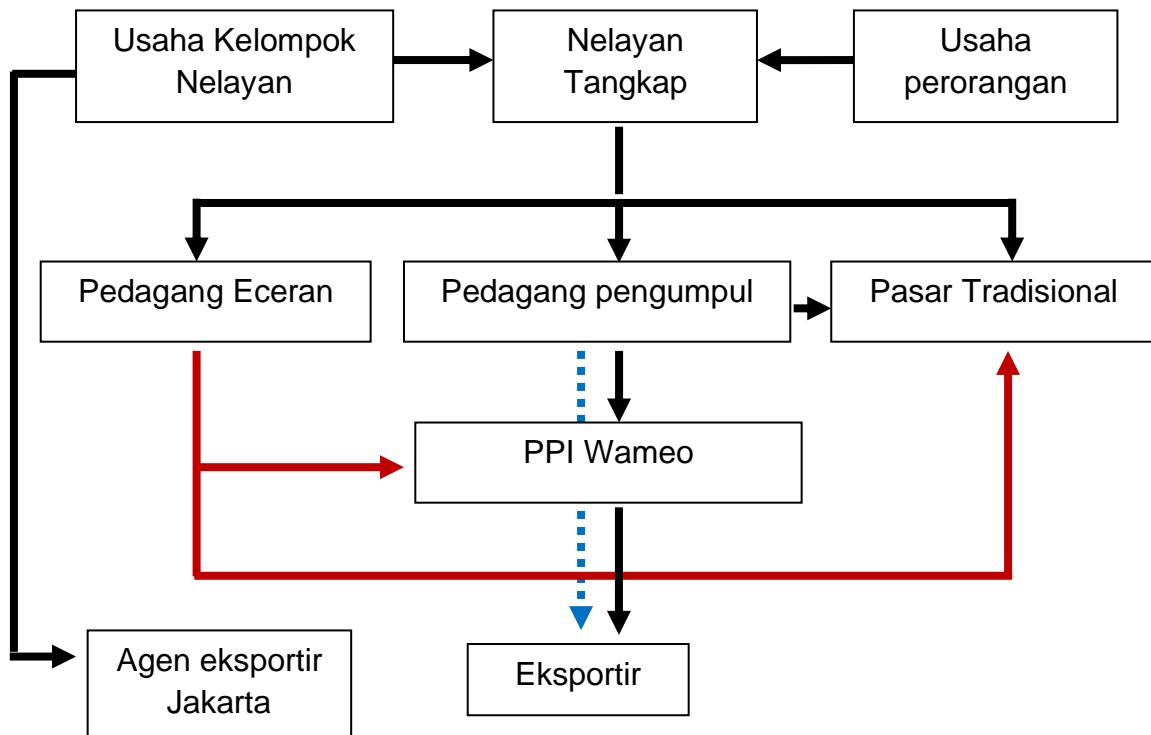 Usaha Kelompok
Nelayan
Nelayan
Tangkap
Usaha
perorangan
Pedagang Eceran
Pedagang pengumpul
Pasar Tradisional
PPI Wameo
Agen eksportir
Jakarta
Eksportir